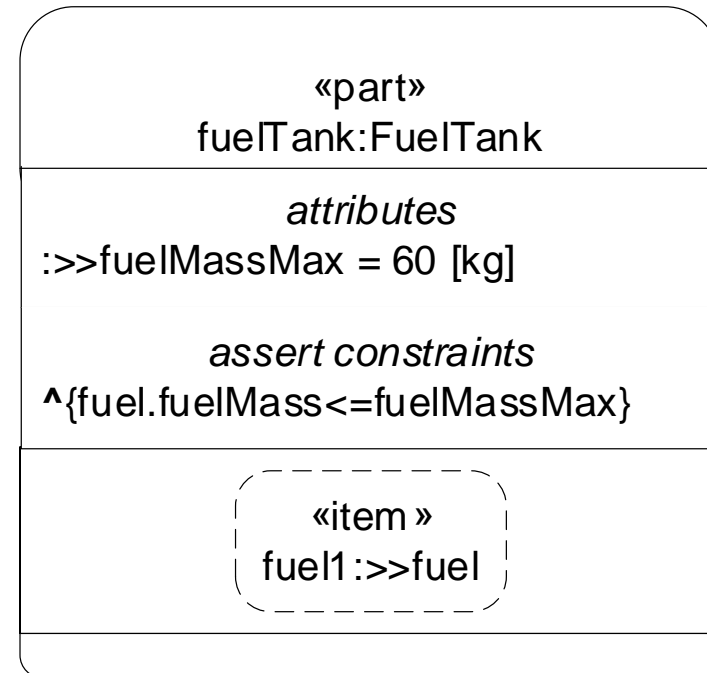 «part»
fuelTank:FuelTank
attributes
:>>fuelMassMax = 60 [kg]
assert constraints
^{fuel.fuelMass<=fuelMassMax}
«item »
fuel1:>>fuel